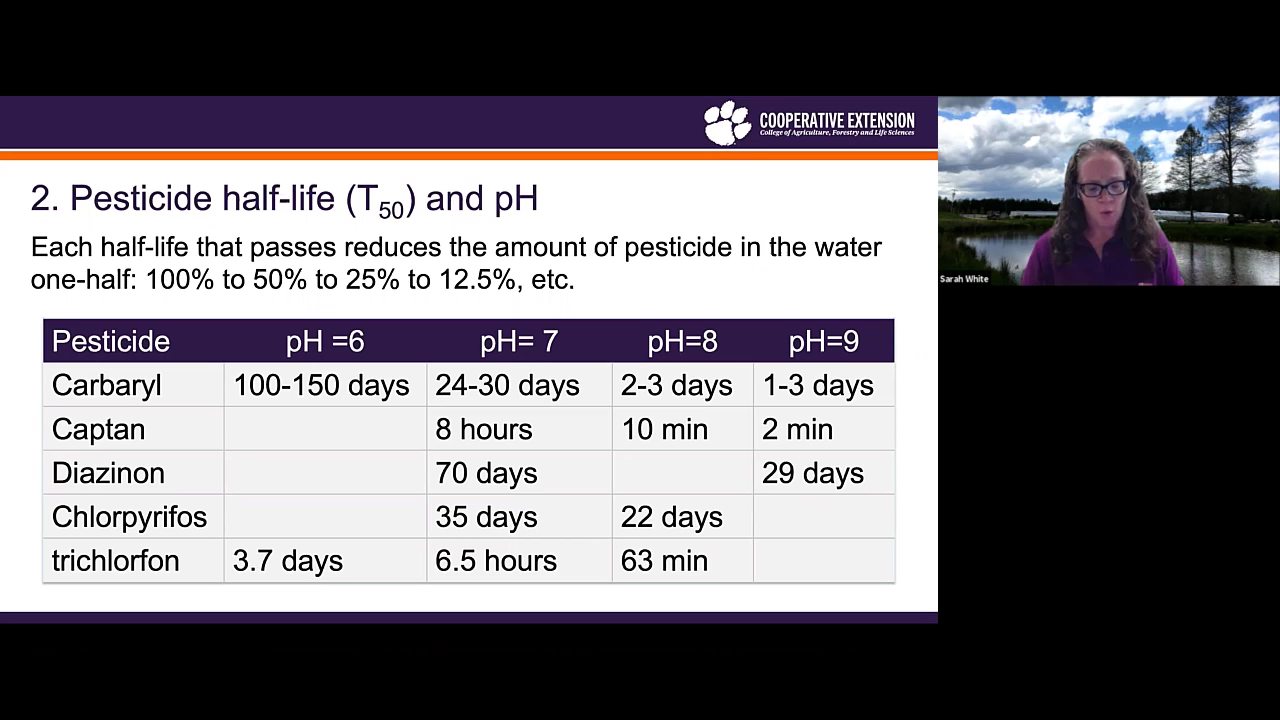 COOPERATIVE EXTENSION
College of Agriculture, Forestry and Life Sciences
2. Pesticide half-life (T50) and pH
Each half-life that passes reduces the amount of pesticide in the water
one-half: 100% to 50% to 25% to 12.5%, etc.
Pesticide pH =6 pH= 7 pH=8 pH=9
Carbaryl 100-150 days 24-30 days 2-3 days 1-3 days
Captan 8 hours 10 min 2 min
Diazinon 70 days 29 days
Chlorpyrifos 35 days 22 days
trichlorfon 3.7 days 6.5 hours 63 min
Sarah White